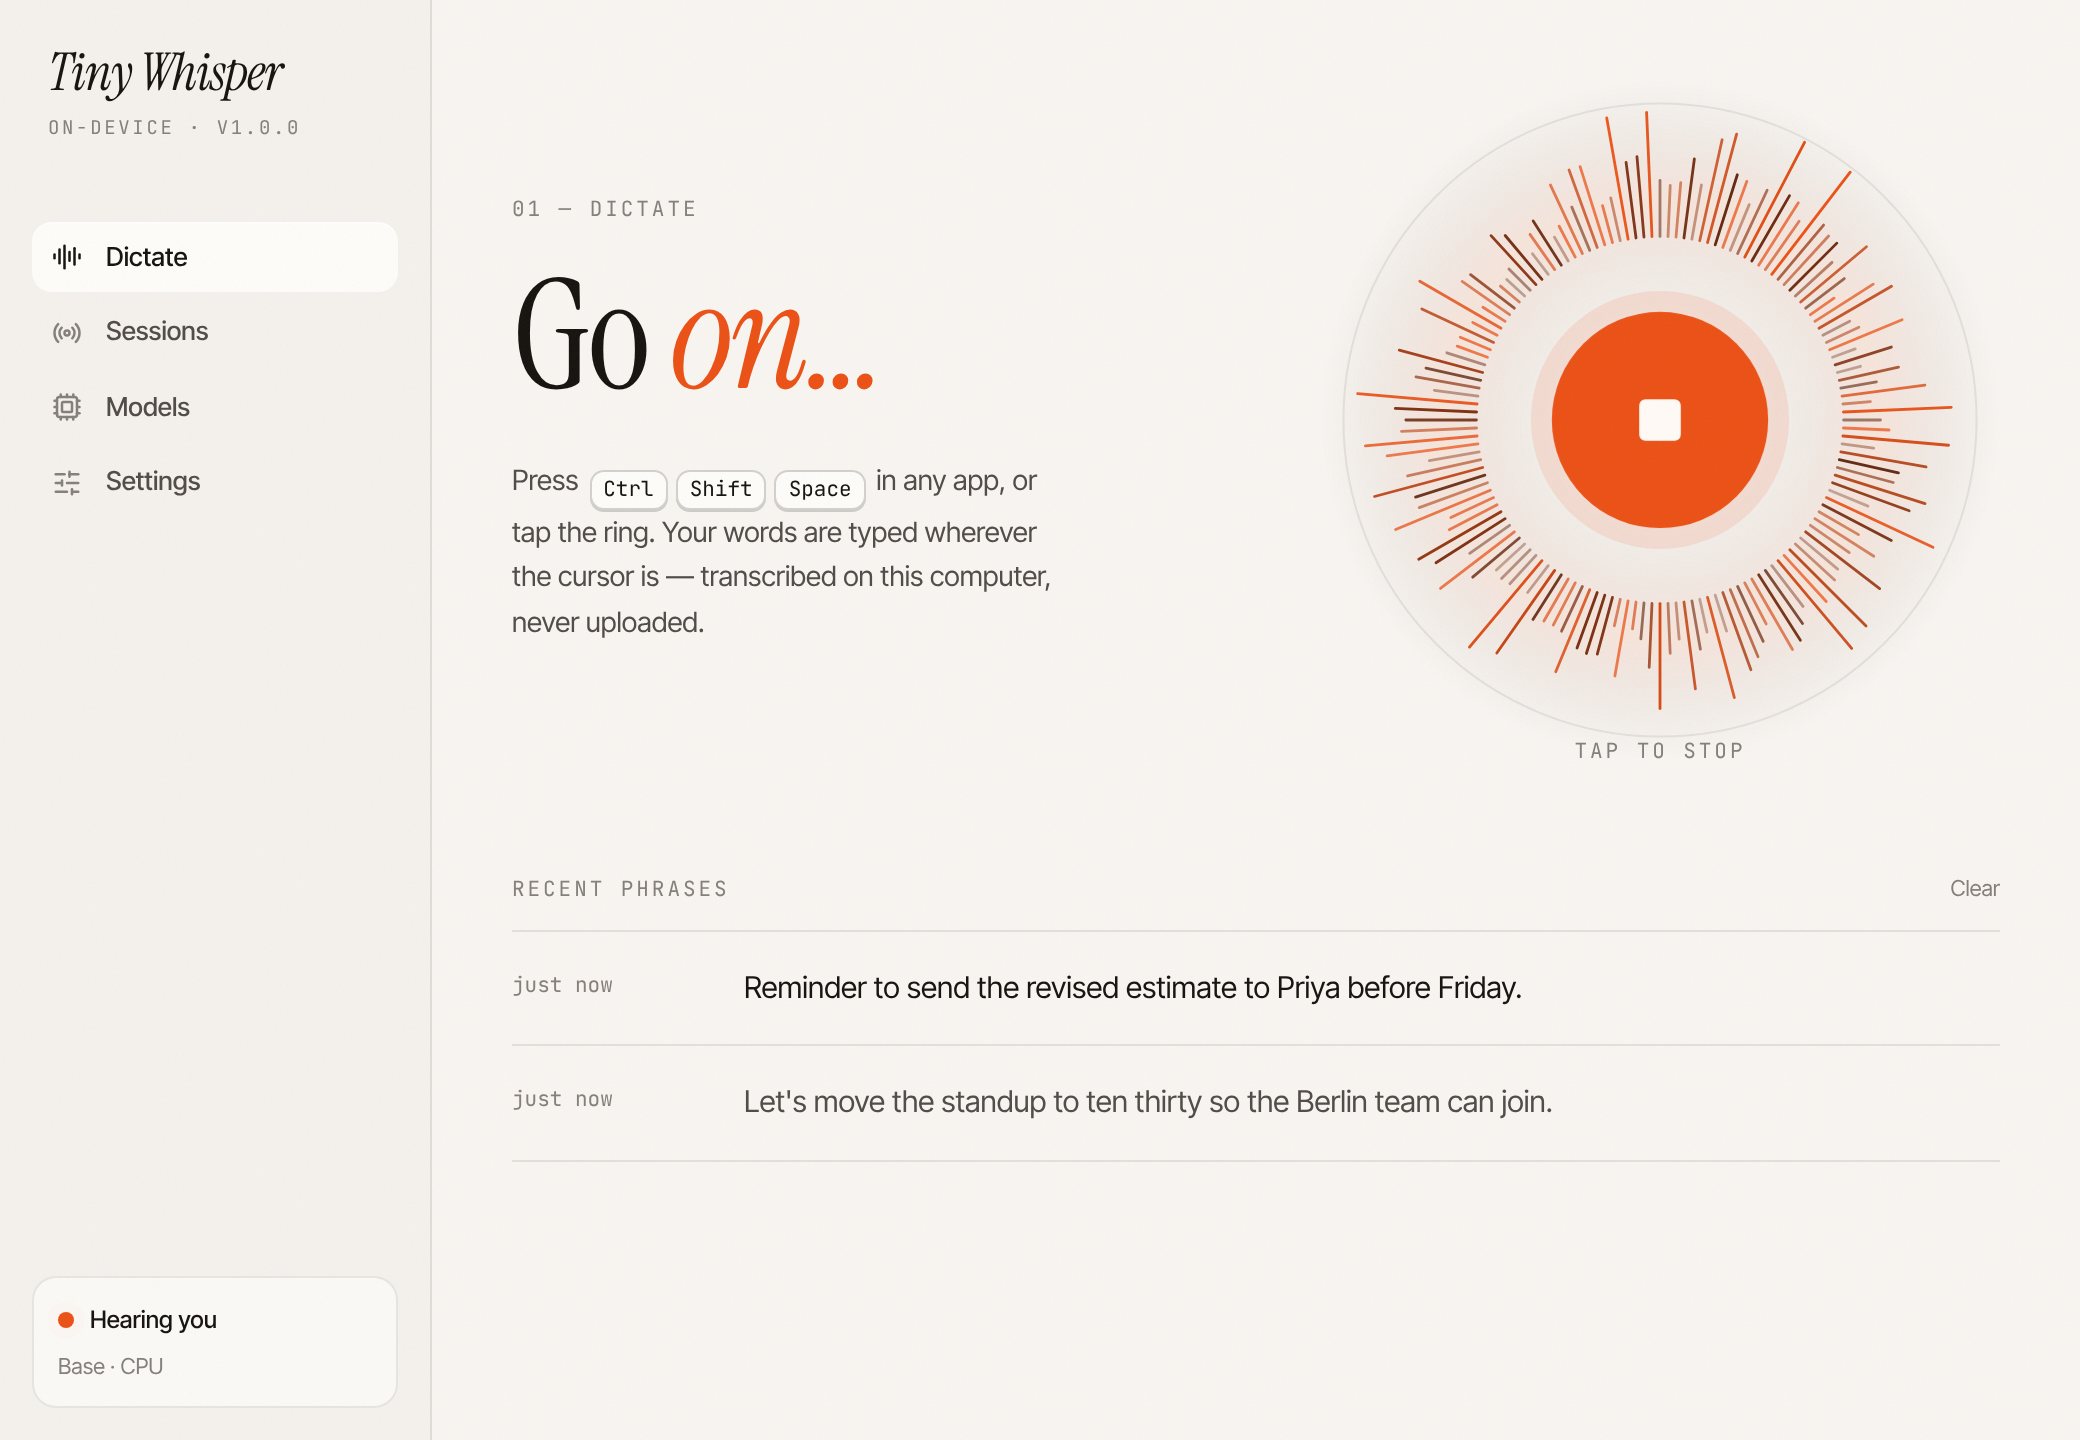 Tiny Whisper
ON-DEVICE · V1.0.0
Dictate
Sessions
Models
Settings
Hearing you
Base · CPU
01 — DICTATE
Go on...
Press Ctrl Shift Space in any app, or
tap the ring. Your words are typed wherever
the cursor is — transcribed on this computer,
never uploaded.
TAP TO STOP
RECENT PHRASES
Clear
just now
Reminder to send the revised estimate to Priya before Friday.
just now
Let's move the standup to ten thirty so the Berlin team can join.